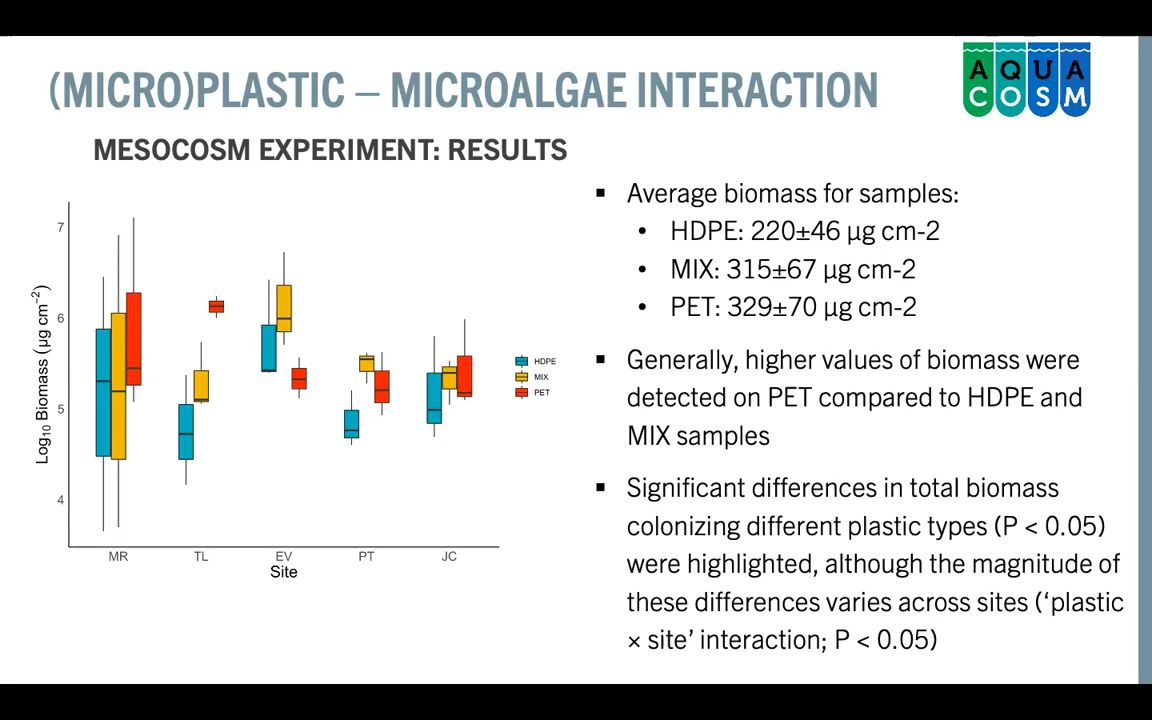 (MICRO)PLASTIC – MICROALGAE INTERACTION
AQUA
COSM
MESOCOSM EXPERIMENT: RESULTS
▪ Average biomass for samples:
• HDPE: 220±46 µg cm-2
• MIX: 315±67 µg cm-2
• PET: 329±70 µg cm-2
▪ Generally, higher values of biomass were
detected on PET compared to HDPE and
MIX samples
▪ Significant differences in total biomass
colonizing different plastic types (P < 0.05)
were highlighted, although the magnitude of
these differences varies across sites (‘plastic
× site’ interaction; P < 0.05)
Log₁₀ Biomass (µg cm⁻²)
7
6
5
4
MR TL EV PT JC
Site
HDPE
MIX
PET